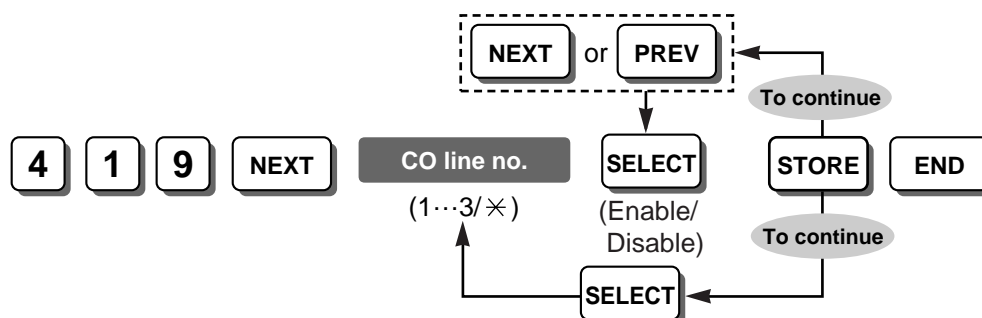 NEXT or PREV
To continue
4 1 9 NEXT CO line no. SELECT STORE END
(1···3/✳)
(Enable/
Disable)
To continue
SELECT